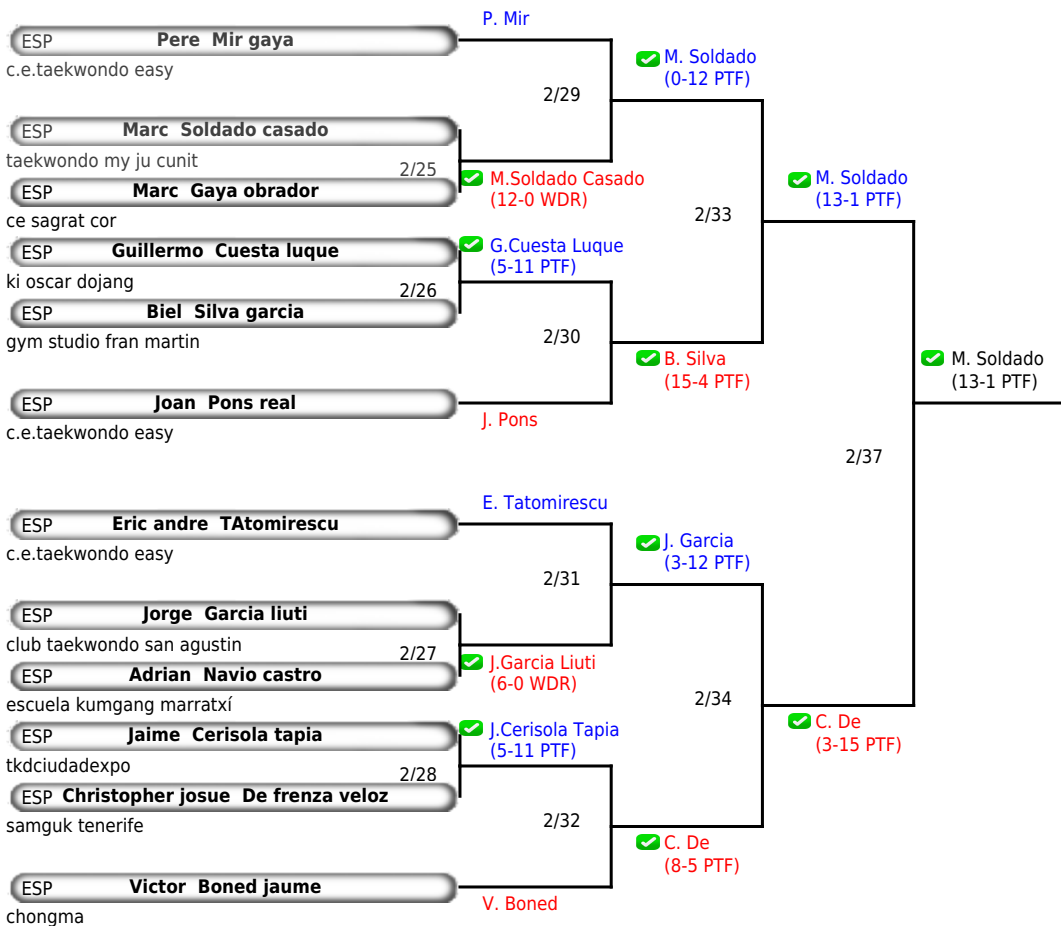 P. Mir
ESP Pere Mir gaya
c.e.taekwondo easy
M. Soldado
(0-12 PTF)
2/29
ESP Marc Soldado casado
taekwondo my ju cunit
2/25
M.Soldado Casado
(12-0 WDR)
ESP Marc Gaya obrador
ce sagrat cor
M. Soldado
(13-1 PTF)
2/33
ESP Guillermo Cuesta luque
ki oscar dojang
G.Cuesta Luque
(5-11 PTF)
2/26
ESP Biel Silva garcia
gym studio fran martin
2/30
B. Silva
(15-4 PTF)
M. Soldado
(13-1 PTF)
ESP Joan Pons real
c.e.taekwondo easy
J. Pons
2/37
E. Tatomirescu
ESP Eric andre TAtomirescu
c.e.taekwondo easy
J. Garcia
(3-12 PTF)
2/31
ESP Jorge Garcia liuti
club taekwondo san agustin
2/27
J.Garcia Liuti
(6-0 WDR)
ESP Adrian Navio castro
escuela kumgang marratxí
2/34
ESP Jaime Cerisola tapia
tkdciudadexpo
J.Cerisola Tapia
(5-11 PTF)
C. De
(3-15 PTF)
2/28
ESP Christopher josue De frenza veloz
samguk tenerife
2/32
C. De
(8-5 PTF)
ESP Victor Boned jaume
chongma
V. Boned